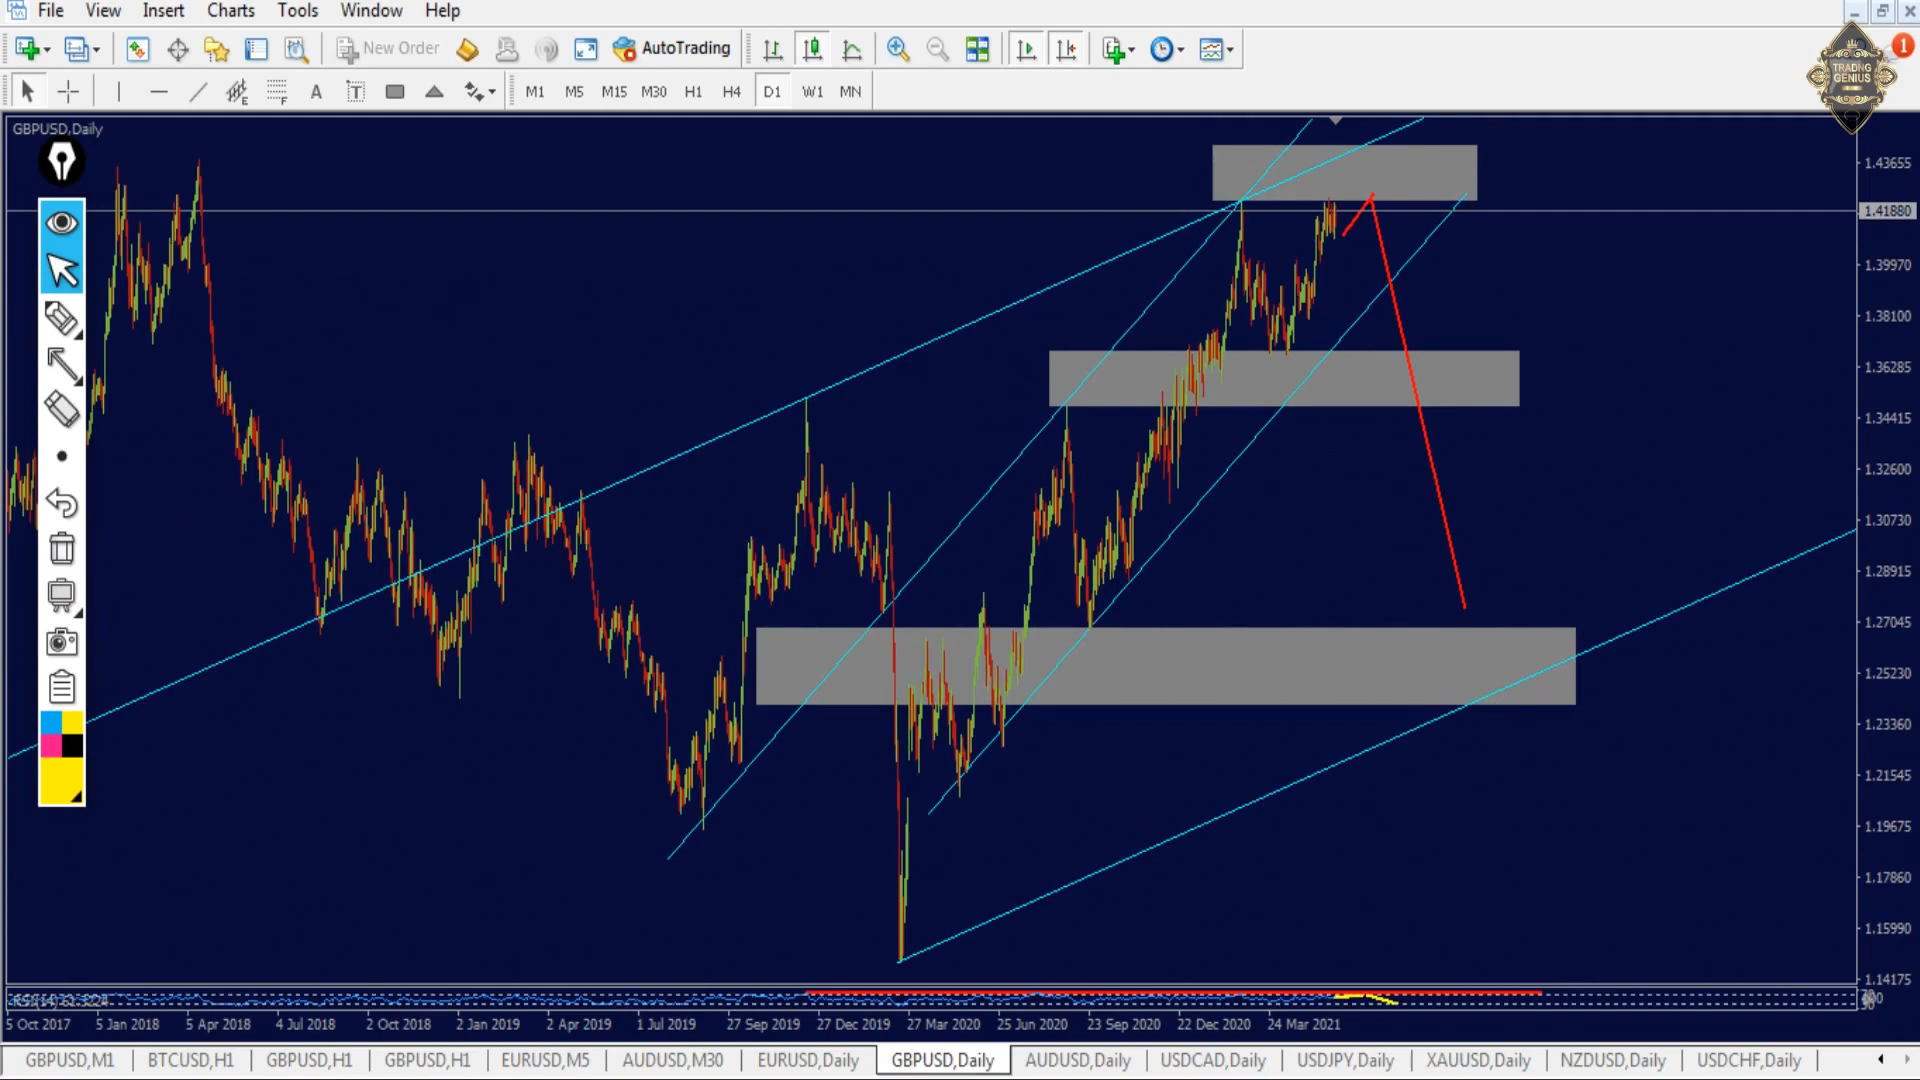 File View Insert Charts Tools Window Help
New Order AutoTrading 1
TRADNG
GENIUS
A T E F M1 M5 M15 M30 H1 H4 D1 W1 MN
GBPUSD,Daily
1.43655
1.41880
1.39970
1.38100
1.36285
1.34415
1.32600
1.30730
1.28915
1.27045
1.25230
1.23360
1.21545
1.19675
1.17860
1.15990
1.14175
RSI(14) 61.3224
5 Oct 2017 5 Jan 2018 5 Apr 2018 4 Jul 2018 2 Oct 2018 2 Jan 2019 2 Apr 2019 1 Jul 2019 27 Sep 2019 27 Dec 2019 27 Mar 2020 25 Jun 2020 23 Sep 2020 22 Dec 2020 24 Mar 2021
GBPUSD,M1 BTCUSD,H1 GBPUSD,H1 GBPUSD,H1 EURUSD,M5 AUDUSD,M30 EURUSD,Daily GBPUSD,Daily AUDUSD,Daily USDCAD,Daily USDJPY,Daily XAUUSD,Daily NZDUSD,Daily USDCHF,Daily